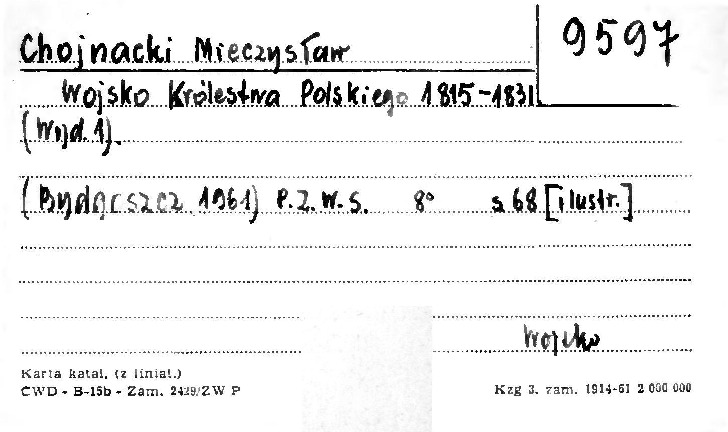 Chojnacki Mieczysław
9597
Wojsko Królestwa Polskiego 1815-1831
(Wyd. 1).
(Bydgoszcz 1961) P.Z.W.S. 8° s 68 [ilustr.]
Wojsko
Karta katal. (z liniat.)
CWD - B-15b - Zam. 2429/ZW P
Kzg 3. zam. 1914-61 2 000 000